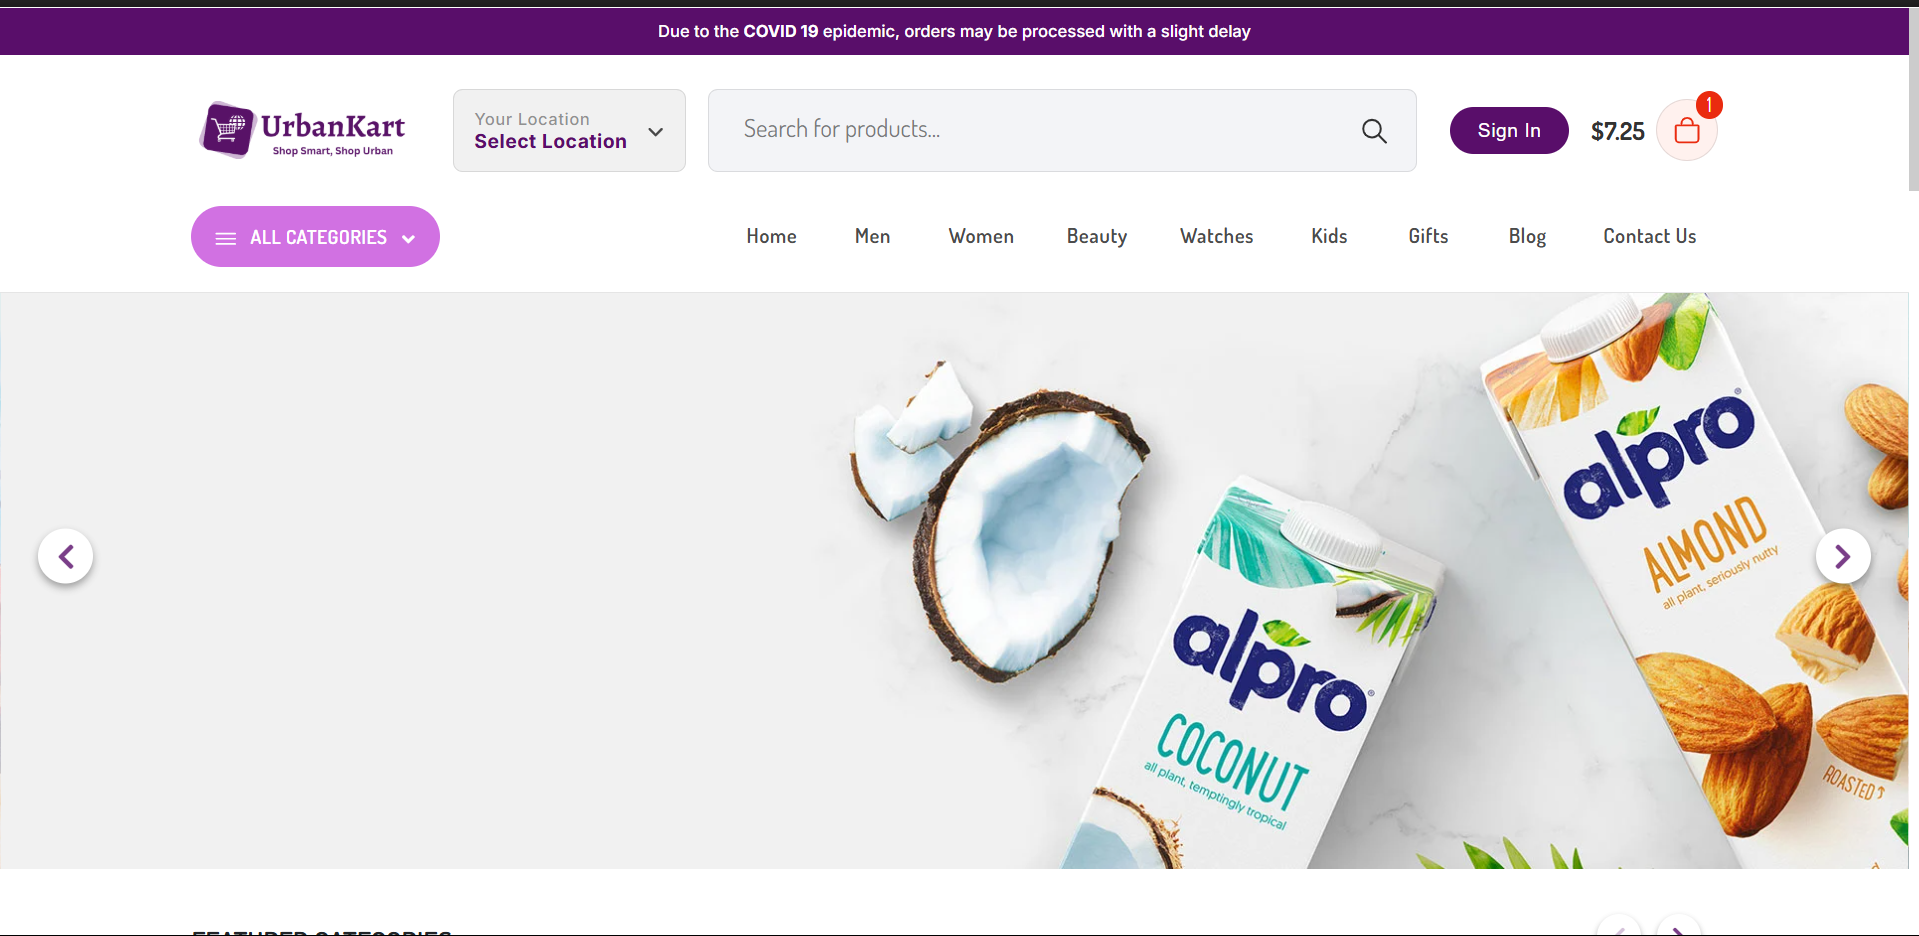 Due to the COVID 19 epidemic, orders may be processed with a slight delay
UrbanKart
Shop Smart, Shop Urban
Your Location
Select Location
Search for products...
Sign In
$7.25
1
ALL CATEGORIES
Home
Men
Women
Beauty
Watches
Kids
Gifts
Blog
Contact Us
alpro
ALMOND
all plant, seriously nutty
ROASTED
alpro
COCONUT
all plant, temptingly tropical
FEATURED CATEGORIES